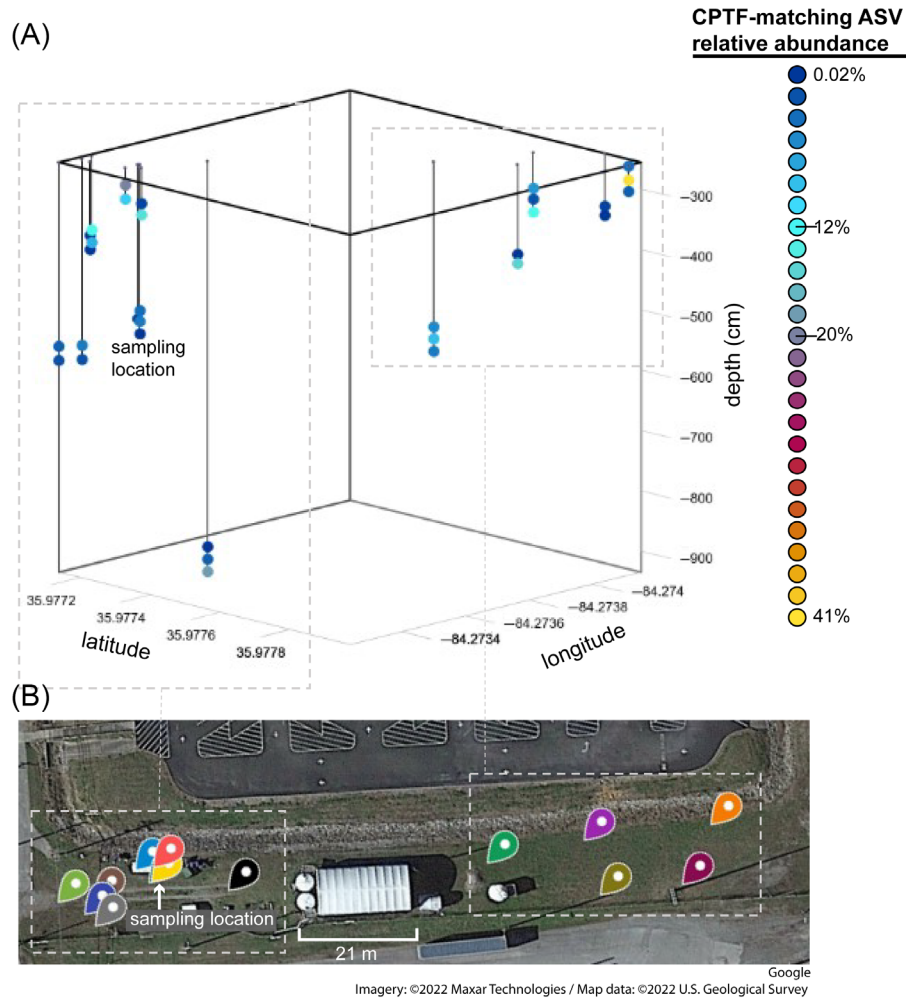 (A)
CPTF-matching ASV
relative abundance
0.02%
12%
20%
41%
sampling
location
−300
−400
−500
−600
−700
−800
−900
depth (cm)
35.9772
35.9774
35.9776
35.9778
latitude
−84.274
−84.2738
−84.2736
−84.2734
longitude
(B)
sampling location
21 m
Google
Imagery: ©2022 Maxar Technologies / Map data: ©2022 U.S. Geological Survey